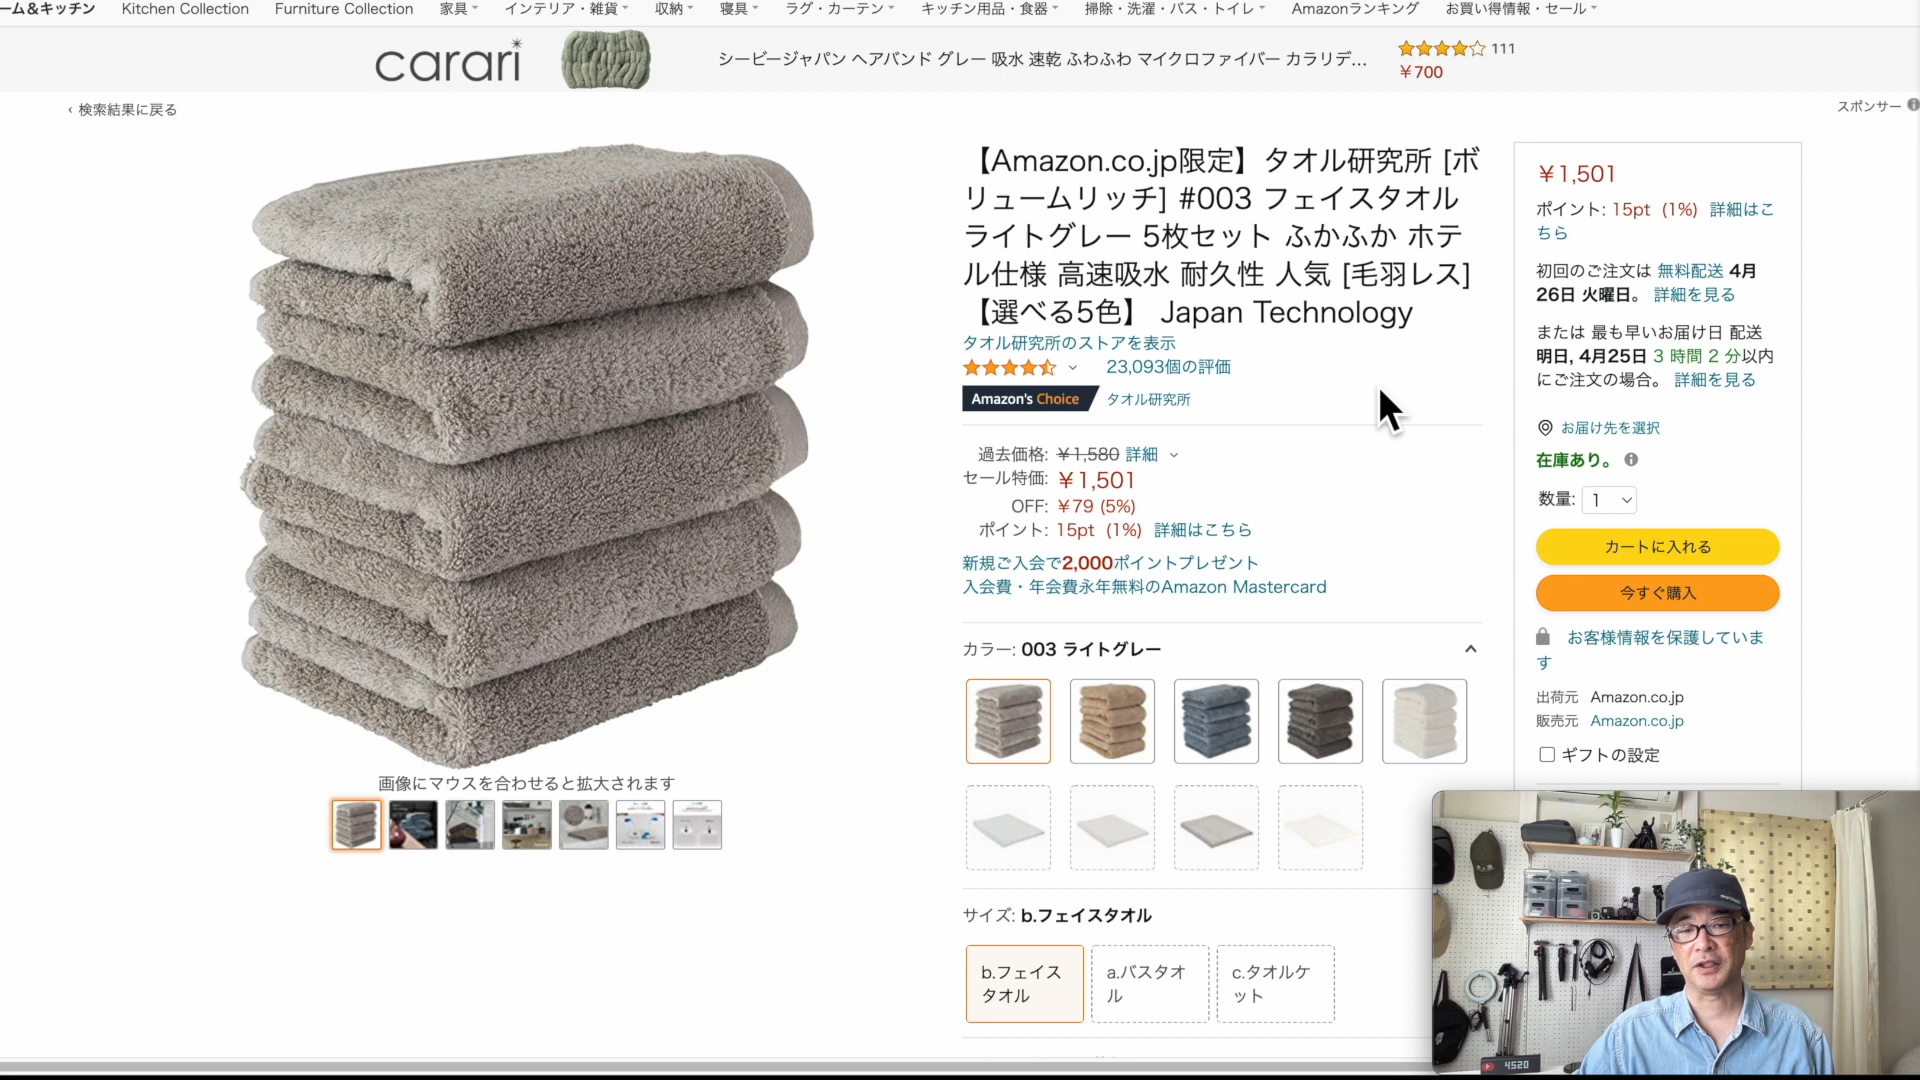 ーム＆キッチン Kitchen Collection Furniture Collection 家具 インテリア・雑貨 収納 寝具 ラグ・カーテン キッチン用品・食器 掃除・洗濯・バス・トイレ Amazonランキング お買い得情報・セール
carari
シービージャパン ヘアバンド グレー 吸水 速乾 ふわふわ マイクロファイバー カラリデ…
111
￥700
‹ 検索結果に戻る
スポンサー
【Amazon.co.jp限定】タオル研究所 [ボ
リュームリッチ] #003 フェイスタオル
ライトグレー 5枚セット ふかふか ホテ
ル仕様 高速吸水 耐久性 人気 [毛羽レス]
【選べる5色】 Japan Technology
タオル研究所のストアを表示
23,093個の評価
Amazon's Choice タオル研究所
過去価格: ￥1,580 詳細
セール特価: ￥1,501
OFF: ￥79 (5%)
ポイント: 15pt (1%) 詳細はこちら
新規ご入会で2,000ポイントプレゼント
入会費・年会費永年無料のAmazon Mastercard
カラー: 003 ライトグレー
サイズ: b.フェイスタオル
b.フェイス
タオル
a.バスタオ
ル
c.タオルケ
ット
画像にマウスを合わせると拡大されます
￥1,501
ポイント: 15pt (1%) 詳細はこ
ちら
初回のご注文は 無料配送 4月
26日 火曜日。 詳細を見る
または 最も早いお届け日 配送
明日, 4月25日 3 時間 2 分以内
にご注文の場合。 詳細を見る
お届け先を選択
在庫あり。
数量: 1
カートに入れる
今すぐ購入
お客様情報を保護していま
す
出荷元 Amazon.co.jp
販売元 Amazon.co.jp
ギフトの設定
4520